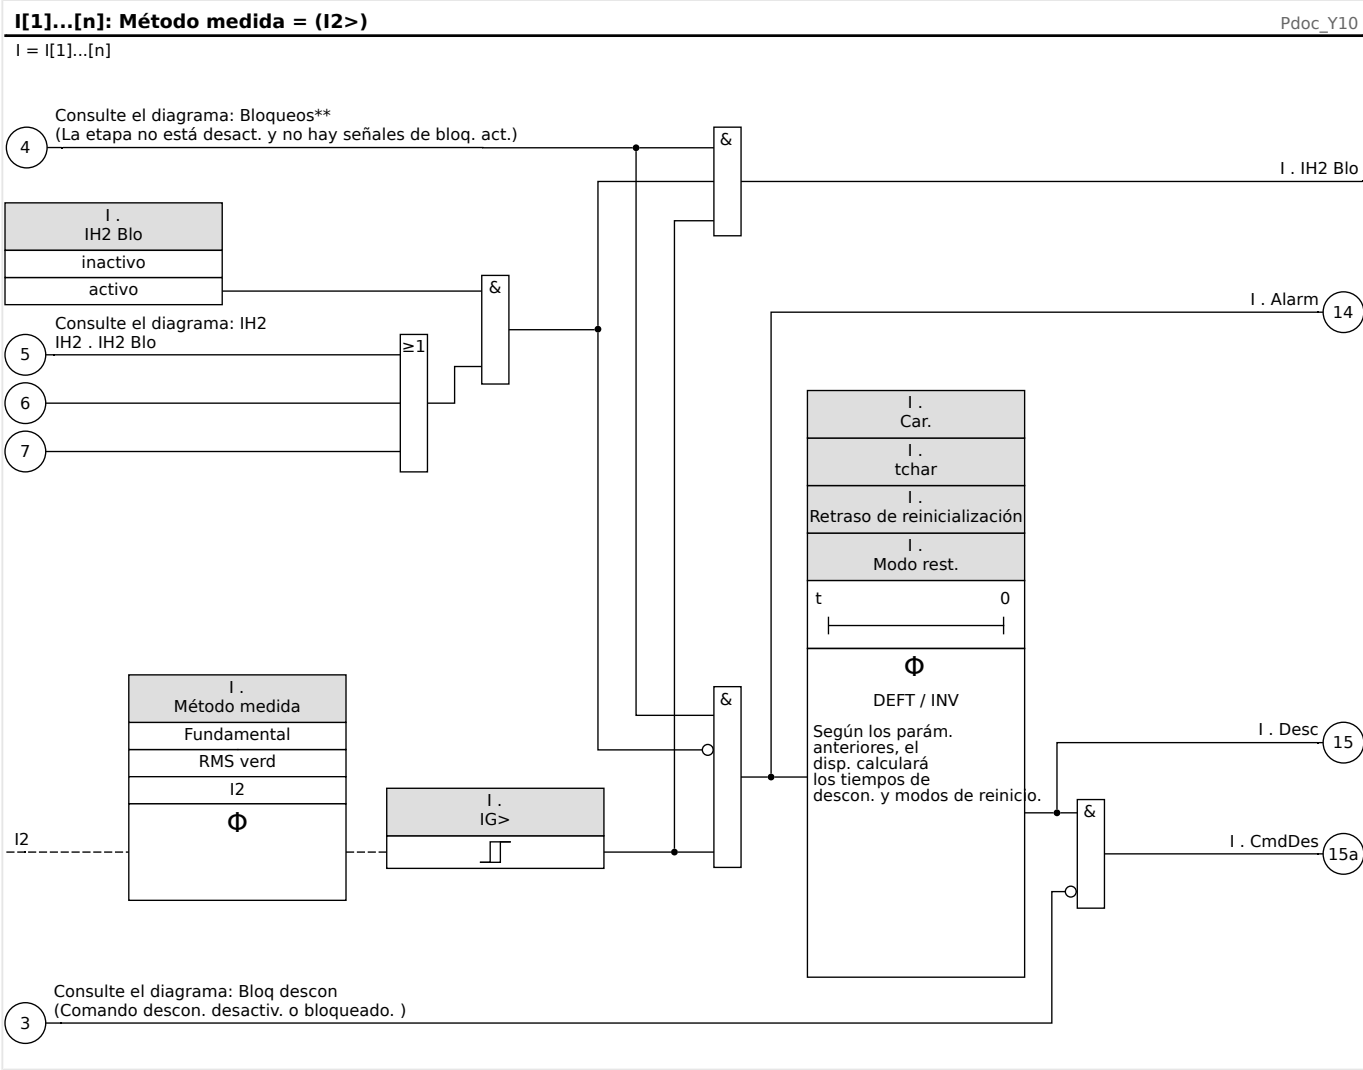 I[1]...[n]: Método medida = (I2>)
Pdoc_Y10
I = I[1]...[n]
Consulte el diagrama: Bloqueos**
(La etapa no está desact. y no hay señales de bloq. act.)
4
&
I . IH2 Blo
I .
IH2 Blo
inactivo
activo
&
I . Alarm
14
Consulte el diagrama: IH2
IH2 . IH2 Blo
5
≥1
6
7
I .
Car.
I .
tchar
I .
Retraso de reinicialización
I .
Modo rest.
t 0
Φ
DEFT / INV
Según los parám.
anteriores, el
disp. calculará
los tiempos de
descon. y modos de reinicio.
I .
Método medida
Fundamental
RMS verd
I2
Φ
&
I2
I .
IG>
I . Desc
15
&
I . CmdDes
15a
Consulte el diagrama: Bloq descon
(Comando descon. desactiv. o bloqueado. )
3